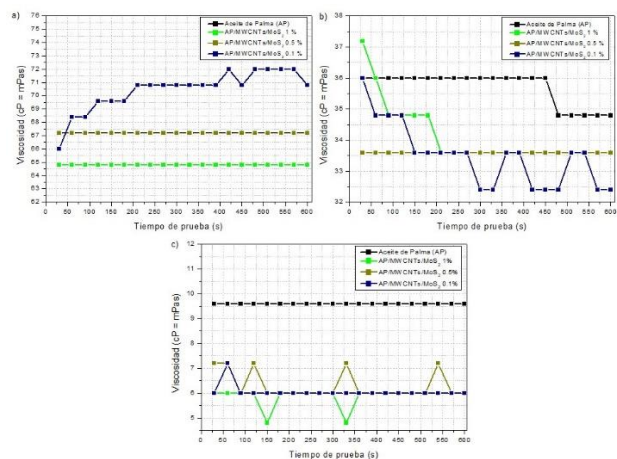 a)
Aceite de Palma (AP)
AP/MWCNTs/MoS₂ 1 %
AP/MWCNTs/MoS₂ 0.5 %
AP/MWCNTs/MoS₂ 0.1 %
Viscosidad (cP = mPas)
76
75
74
73
72
71
70
69
68
67
66
65
64
63
62
0 50 100 150 200 250 300 350 400 450 500 550 600
Tiempo de prueba (s)
b)
Aceite de Palma (AP)
AP/MWCNTs/MoS₂ 1 %
AP/MWCNTs/MoS₂ 0.5 %
AP/MWCNTs/MoS₂ 0.1 %
Viscosidad (cP = mPas)
38
37
36
35
34
33
32
0 50 100 150 200 250 300 350 400 450 500 550 600
Tiempo de prueba (s)
c)
Aceite de Palma (AP)
AP/MWCNTs/MoS₂ 1%
AP/MWCNTs/MoS₂ 0.5%
AP/MWCNTs/MoS₂ 0.1%
Viscosidad (cP = mPas)
12
11
10
9
8
7
6
5
0 50 100 150 200 250 300 350 400 450 500 550 600
Tiempo de prueba (s)